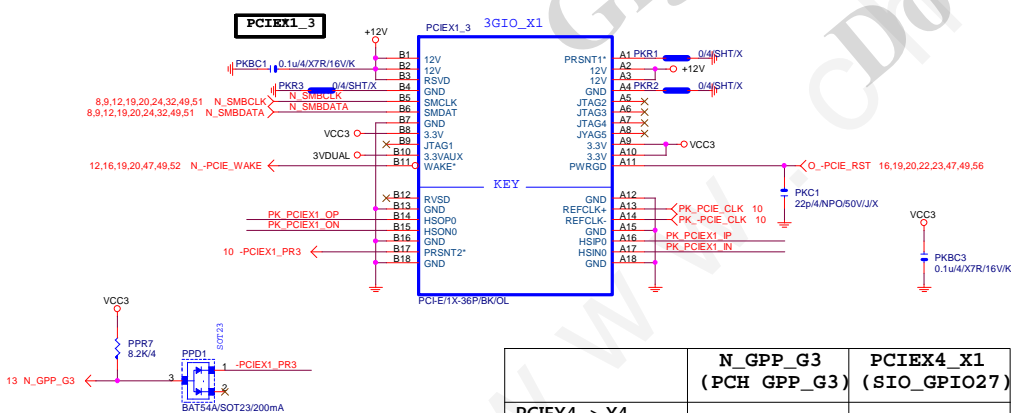 PCIEX1_3
3GIO_X1
PCIEX1_3
+12V
B1 12V
B2 12V
B3 RSVD
B4 GND
B5 SMCLK
B6 SMDAT
B7 GND
B8 3.3V
B9 JTAG1
B10 3.3VAUX
B11 WAKE*
KEY
B12 RVSD
B13 GND
B14 HSOP0
B15 HSON0
B16 GND
B17 PRSNT2*
B18 GND
PRSNT1* A1
12V A2
12V A3
GND A4
JTAG2 A5
JTAG3 A6
JTAG4 A7
JYAG5 A8
3.3V A9
3.3V A10
PWRGD A11
GND A12
REFCLK+ A13
REFCLK- A14
GND A15
HSIP0 A16
HSIN0 A17
GND A18
PCI-E/1X-36P/BK/OL
PKBC1 0.1u/4/X7R/16V/K
PKR3 0/4/SHT/X
8,9,12,19,20,24,32,49,51 N_SMBCLK N_SMBCLK
8,9,12,19,20,24,32,49,51 N_SMBDATA N_SMBDATA
VCC3
3VDUAL
12,16,19,20,47,49,52 N_-PCIE_WAKE
PK_PCIEX1_OP
PK_PCIEX1_ON
10 -PCIEX1_PR3
PKR1 0/4/SHT/X
+12V
PKR2 0/4/SHT/X
VCC3
O_-PCIE_RST 16,19,20,22,23,47,49,56
PKC1
22p/4/NPO/50V/J/X
PK_PCIE_CLK 10
PK_-PCIE_CLK 10
PK_PCIEX1_IP
PK_PCIEX1_IN
VCC3
PKBC3
0.1u/4/X7R/16V/K
VCC3
PPR7
8.2K/4
SOT23
PPD1
1 -PCIEX1_PR3
2
3
13 N_GPP_G3
BAT54A/SOT23/200mA
N_GPP_G3
(PCH GPP_G3)
PCIEX4_X1
(SIO_GPIO27)
PCIEX4-> X4